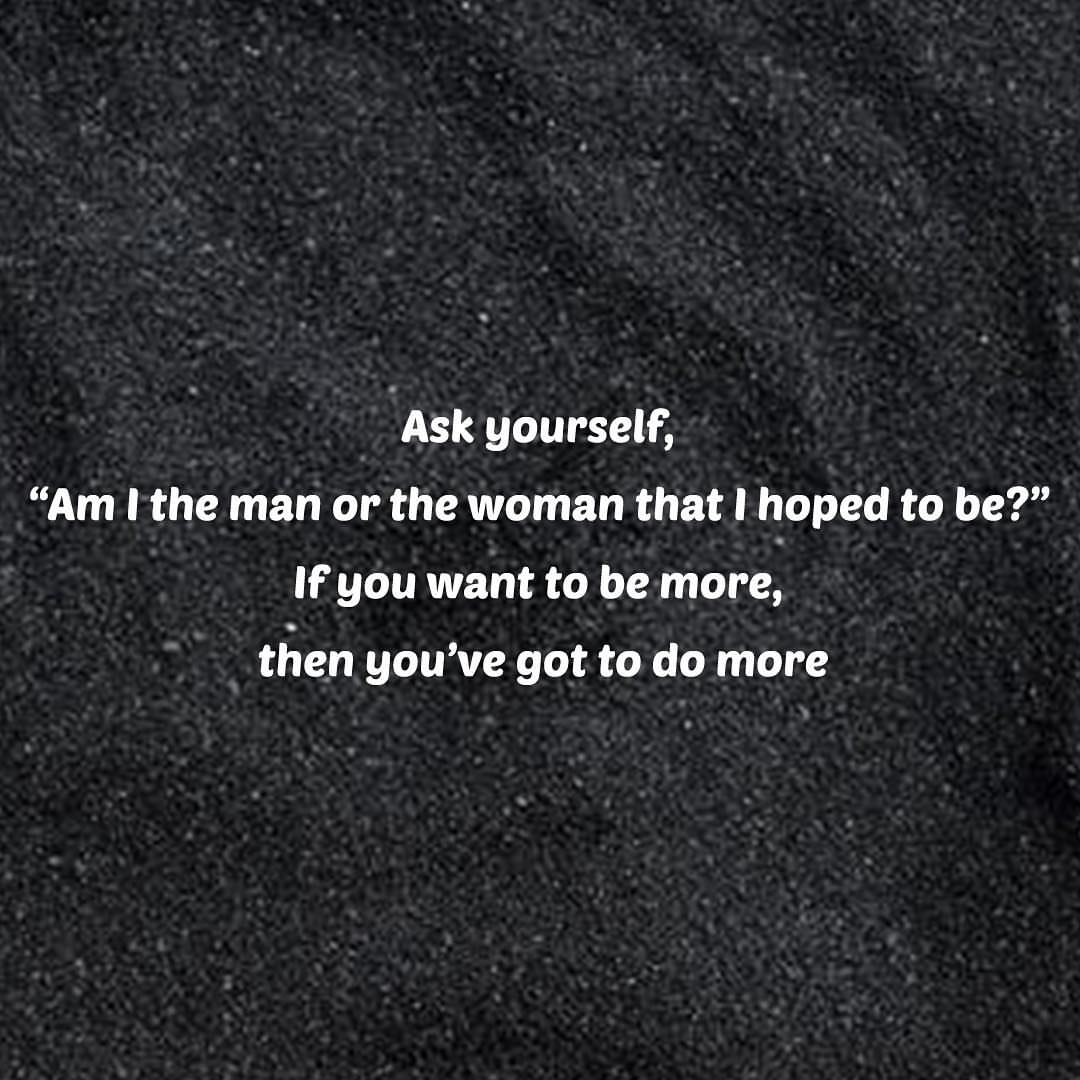 Ask yourself,
“Am I the man or the woman that I hoped to be?”
If you want to be more,
then you’ve got to do more